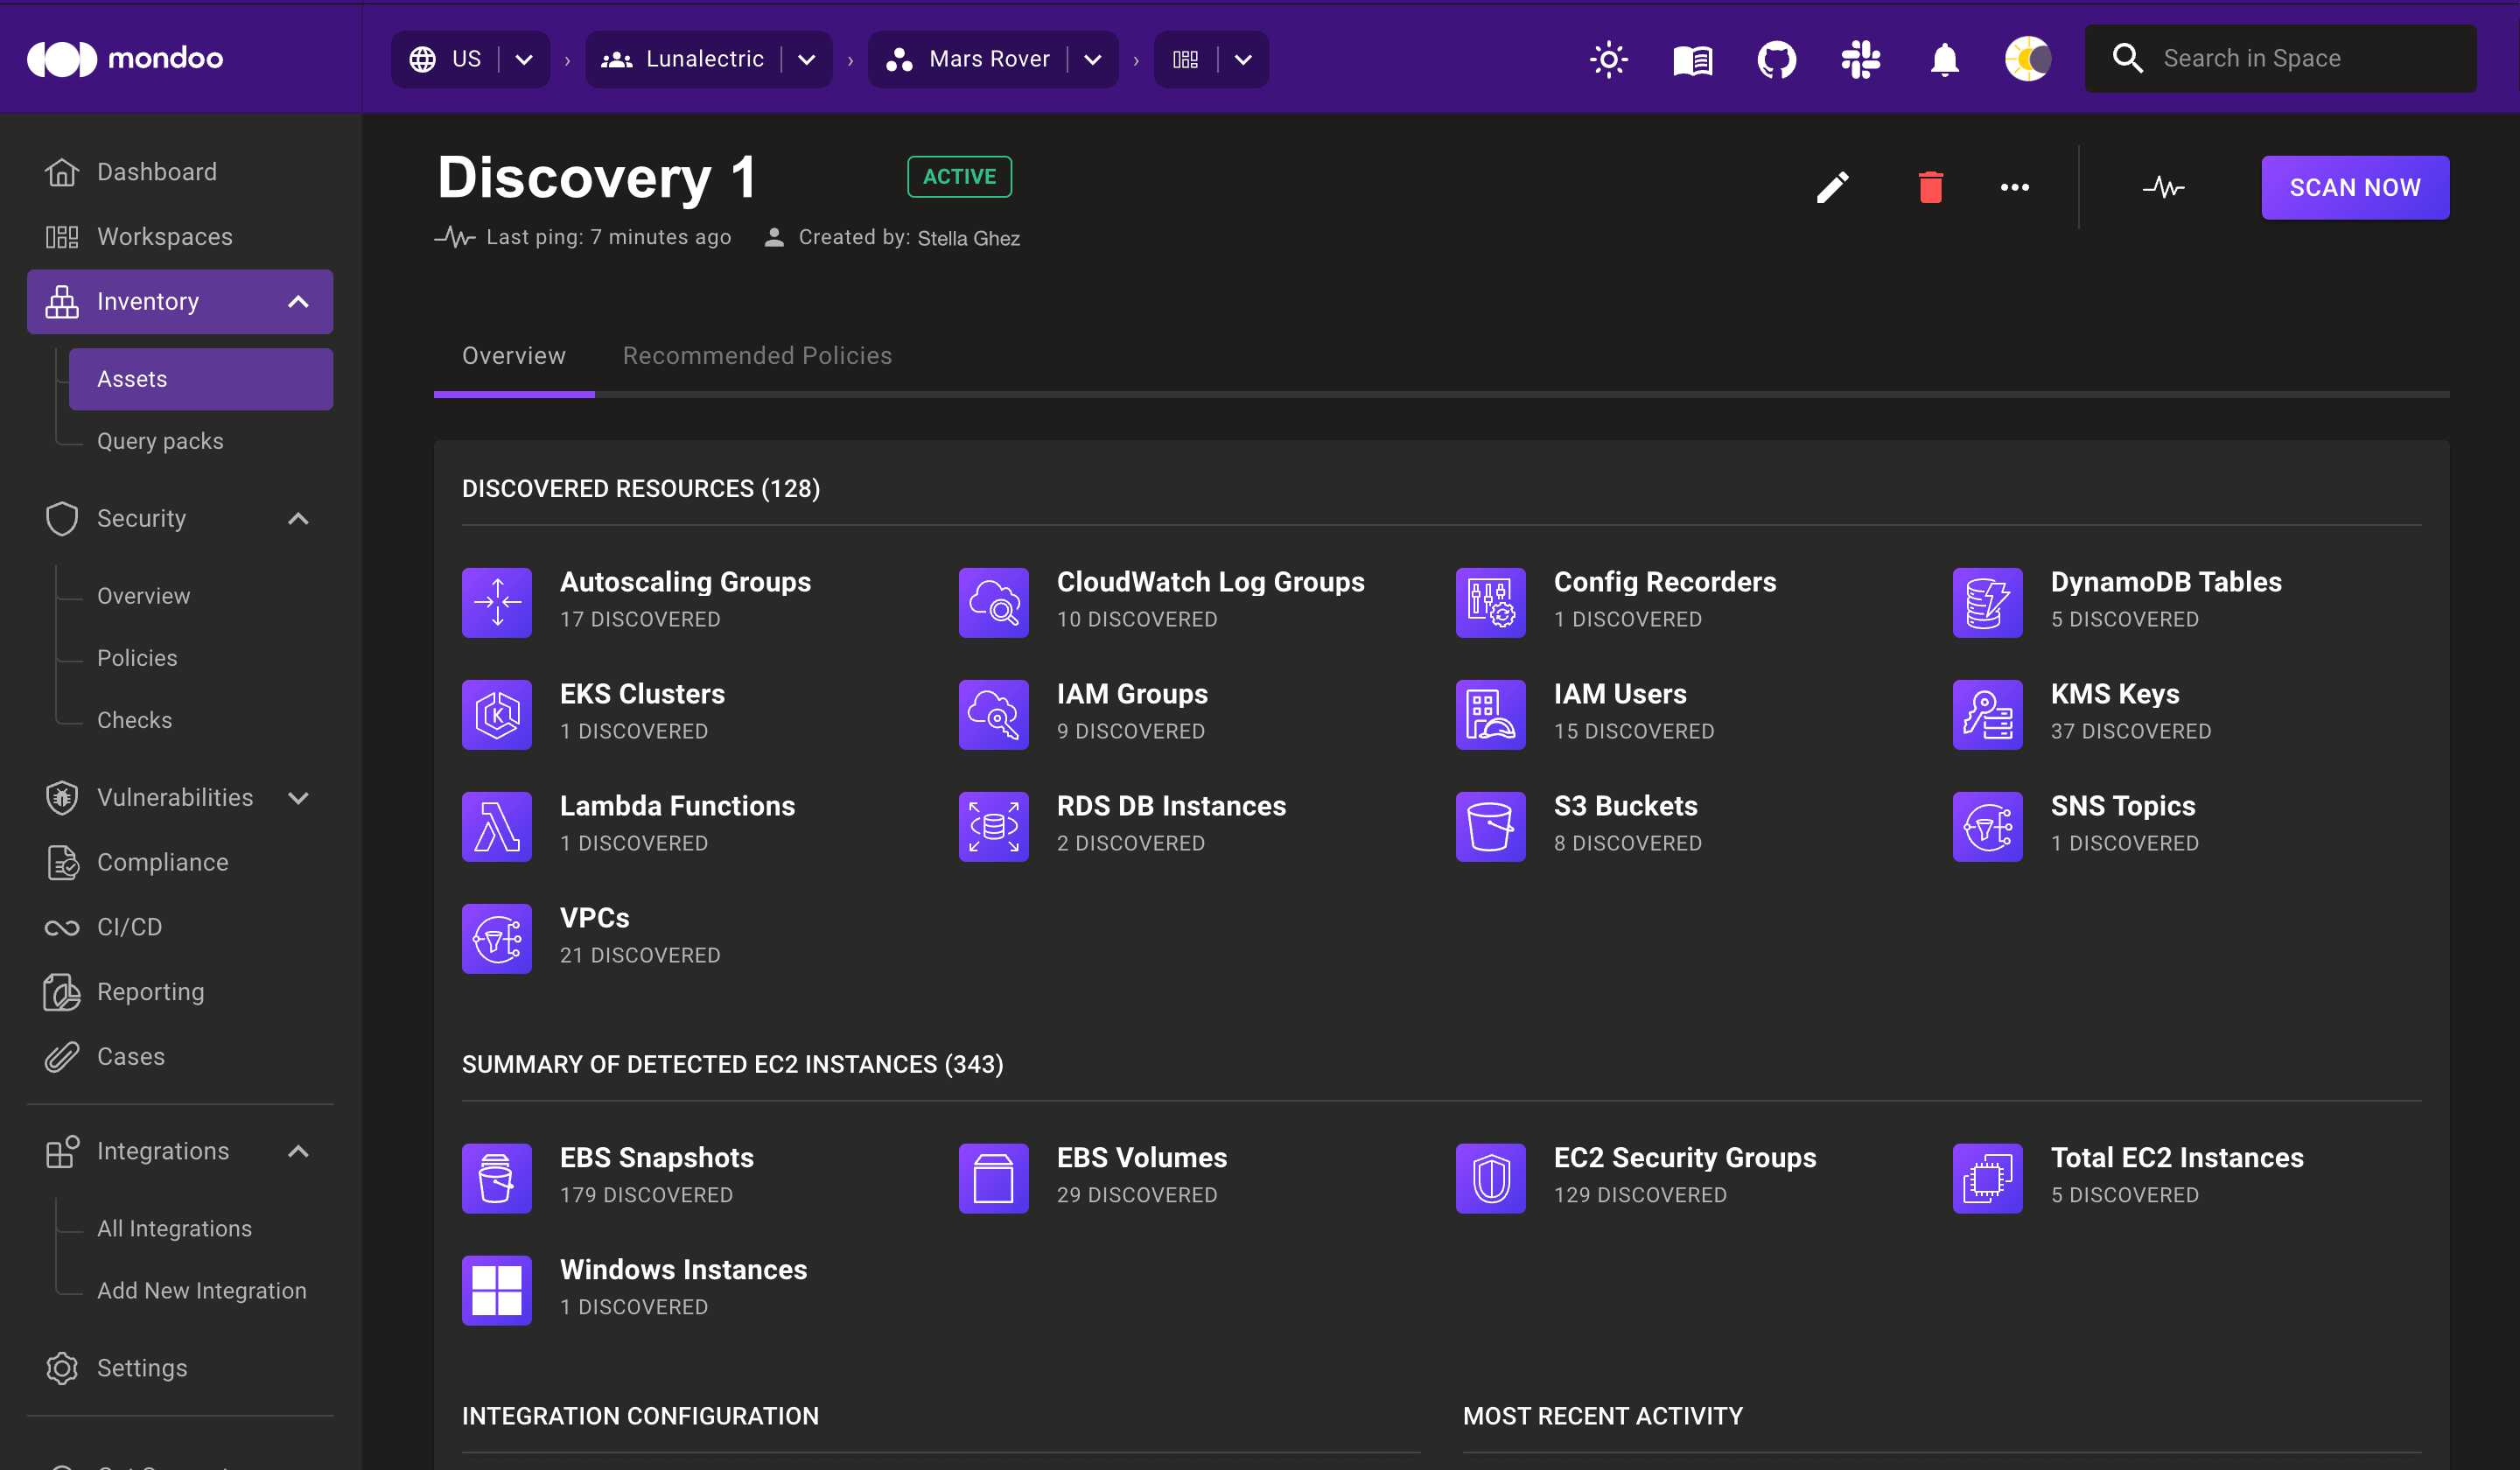 mondoo
US
Lunalectric
Mars Rover
Search in Space
Dashboard
Workspaces
Inventory
Assets
Query packs
Security
Overview
Policies
Checks
Vulnerabilities
Compliance
CI/CD
Reporting
Cases
Integrations
All Integrations
Add New Integration
Settings
Discovery 1
ACTIVE
SCAN NOW
Last ping: 7 minutes ago
Created by: Stella Ghez
Overview
Recommended Policies
DISCOVERED RESOURCES (128)
Autoscaling Groups
17 DISCOVERED
CloudWatch Log Groups
10 DISCOVERED
Config Recorders
1 DISCOVERED
DynamoDB Tables
5 DISCOVERED
EKS Clusters
1 DISCOVERED
IAM Groups
9 DISCOVERED
IAM Users
15 DISCOVERED
KMS Keys
37 DISCOVERED
Lambda Functions
1 DISCOVERED
RDS DB Instances
2 DISCOVERED
S3 Buckets
8 DISCOVERED
SNS Topics
1 DISCOVERED
VPCs
21 DISCOVERED
SUMMARY OF DETECTED EC2 INSTANCES (343)
EBS Snapshots
179 DISCOVERED
EBS Volumes
29 DISCOVERED
EC2 Security Groups
129 DISCOVERED
Total EC2 Instances
5 DISCOVERED
Windows Instances
1 DISCOVERED
INTEGRATION CONFIGURATION
MOST RECENT ACTIVITY